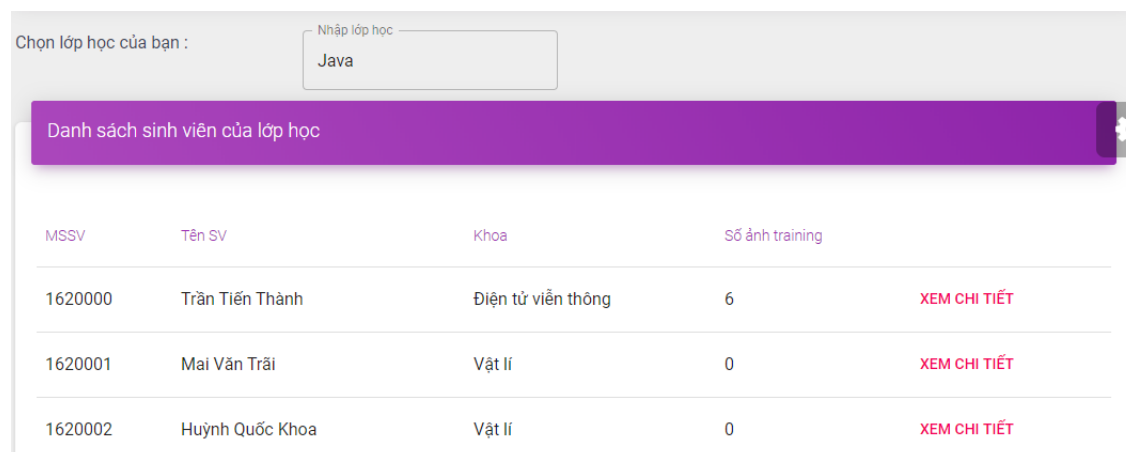 Nhập lớp học
Chọn lớp học của bạn :
Java
Danh sách sinh viên của lớp học
MSSV Tên SV Khoa Số ảnh training
1620000 Trần Tiến Thành Điện tử viễn thông 6 XEM CHI TIẾT
1620001 Mai Văn Trãi Vật lí 0 XEM CHI TIẾT
1620002 Huỳnh Quốc Khoa Vật lí 0 XEM CHI TIẾT